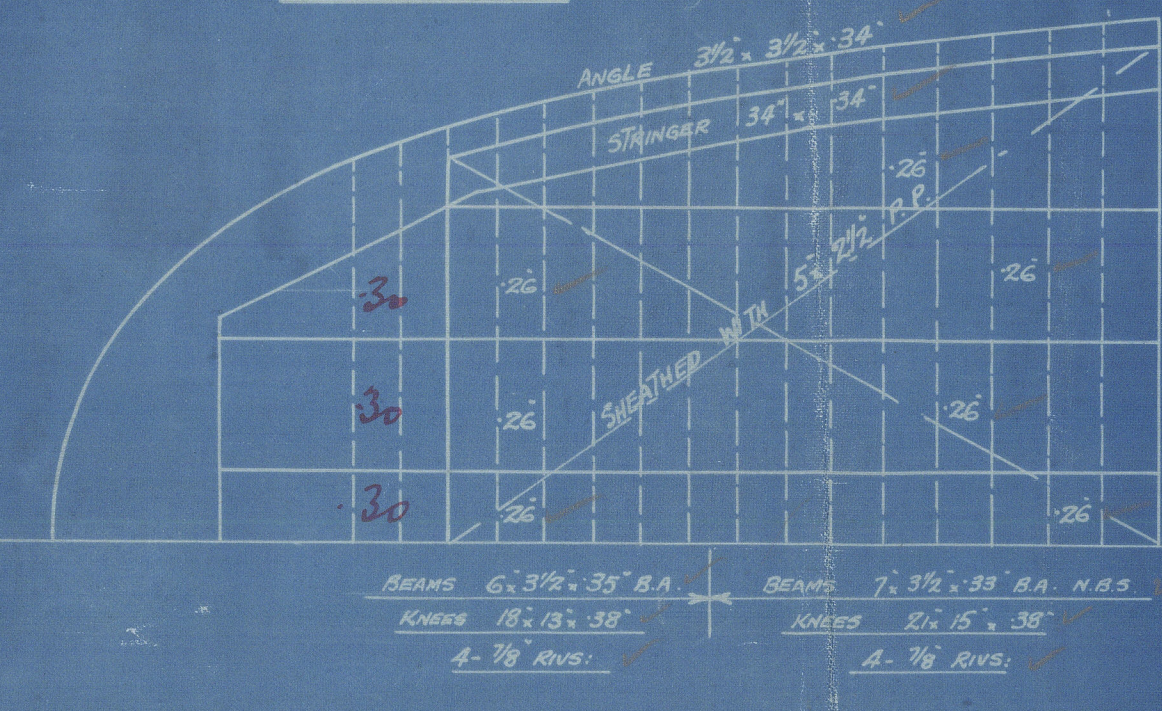 ANGLE 3½" x 3½" x ·34"
STRINGER 34" x ·34"
·26"
SHEATHED WITH 5" x 2½" P.P.
·26"
·26"
·30
·30
·26"
·26"
·30
·26"
·26"
BEAMS 6" x 3½" x ·35" B.A.
KNEES 18" x 13" x ·38"
4 - ⅞" RIVS:
BEAMS 7" x 3½" x ·33" B.A. N.B.S.
KNEES 21" x 15" x ·38"
4 - ⅞" RIVS: